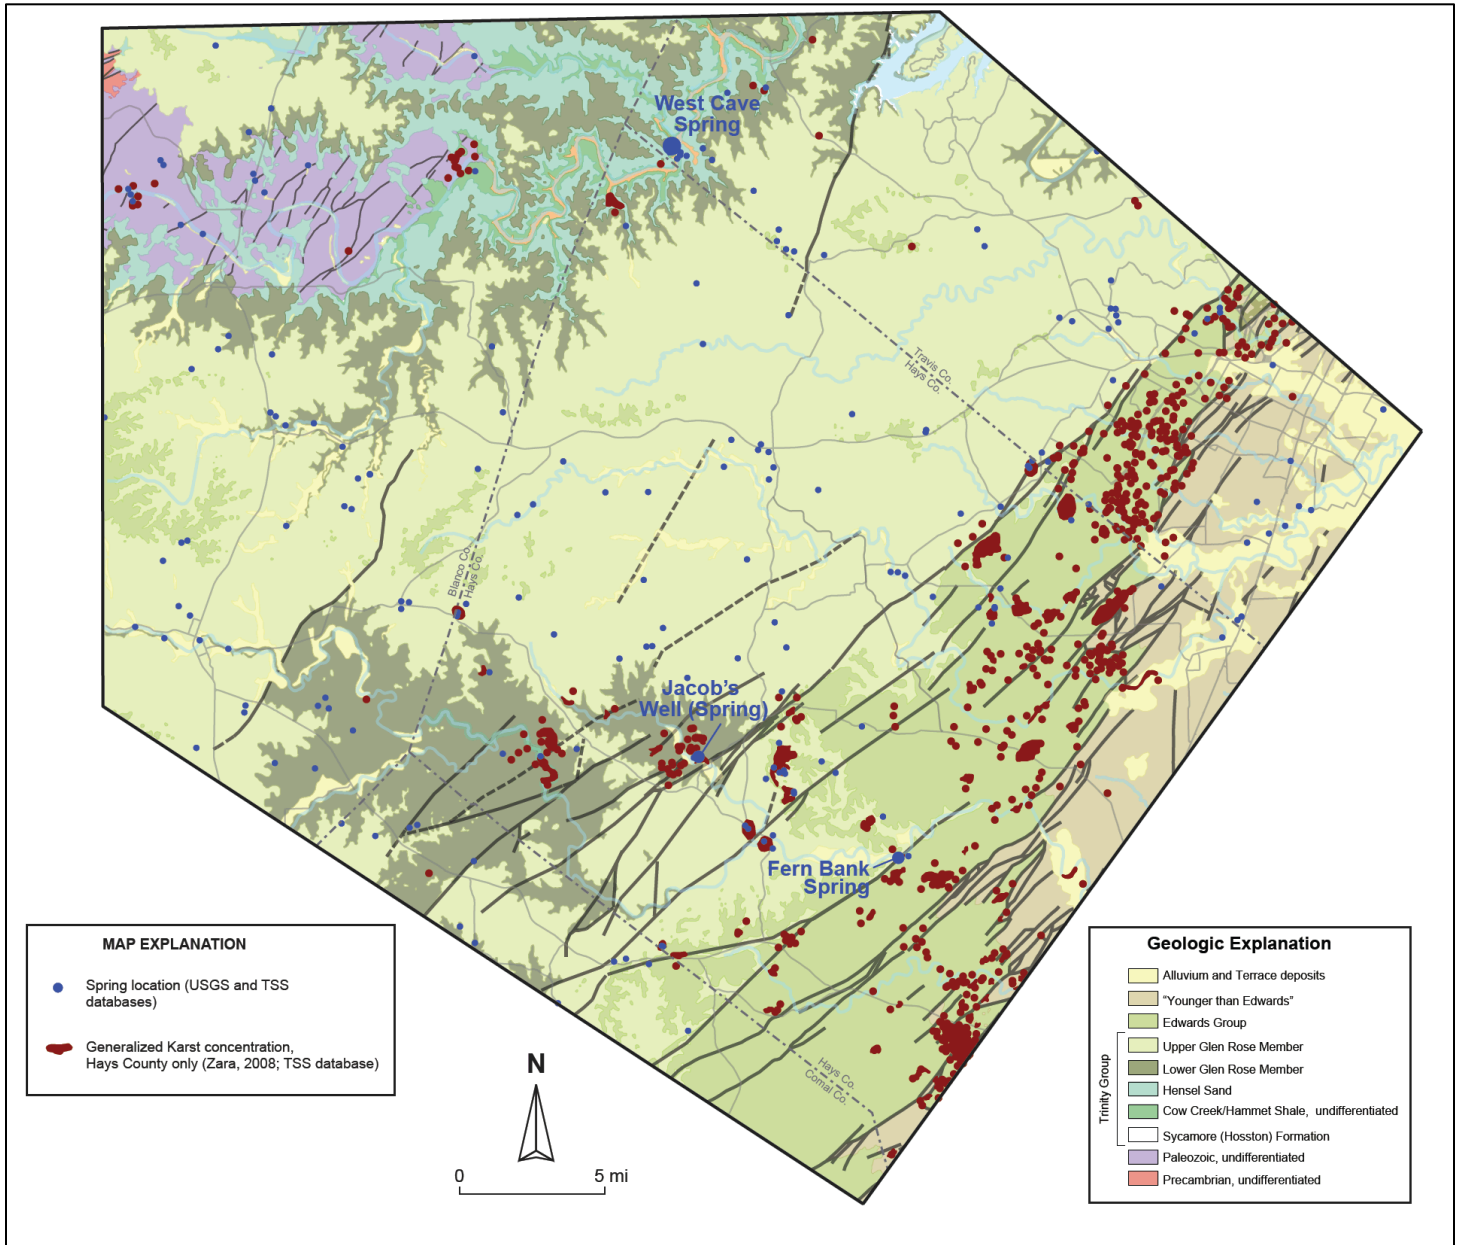 West Cave
Spring
Travis Co.
Hays Co.
Blanco Co.
Hays Co.
Jacob's
Well (Spring)
Fern Bank
Spring
Hays Co.
Comal Co.
MAP EXPLANATION
Spring location (USGS and TSS
databases)
Generalized Karst concentration,
Hays County only (Zara, 2008; TSS database)
N
0 5 mi
Geologic Explanation
Alluvium and Terrace deposits
"Younger than Edwards"
Edwards Group
Trinity Group
Upper Glen Rose Member
Lower Glen Rose Member
Hensel Sand
Cow Creek/Hammet Shale, undifferentiated
Sycamore (Hosston) Formation
Paleozoic, undifferentiated
Precambrian, undifferentiated